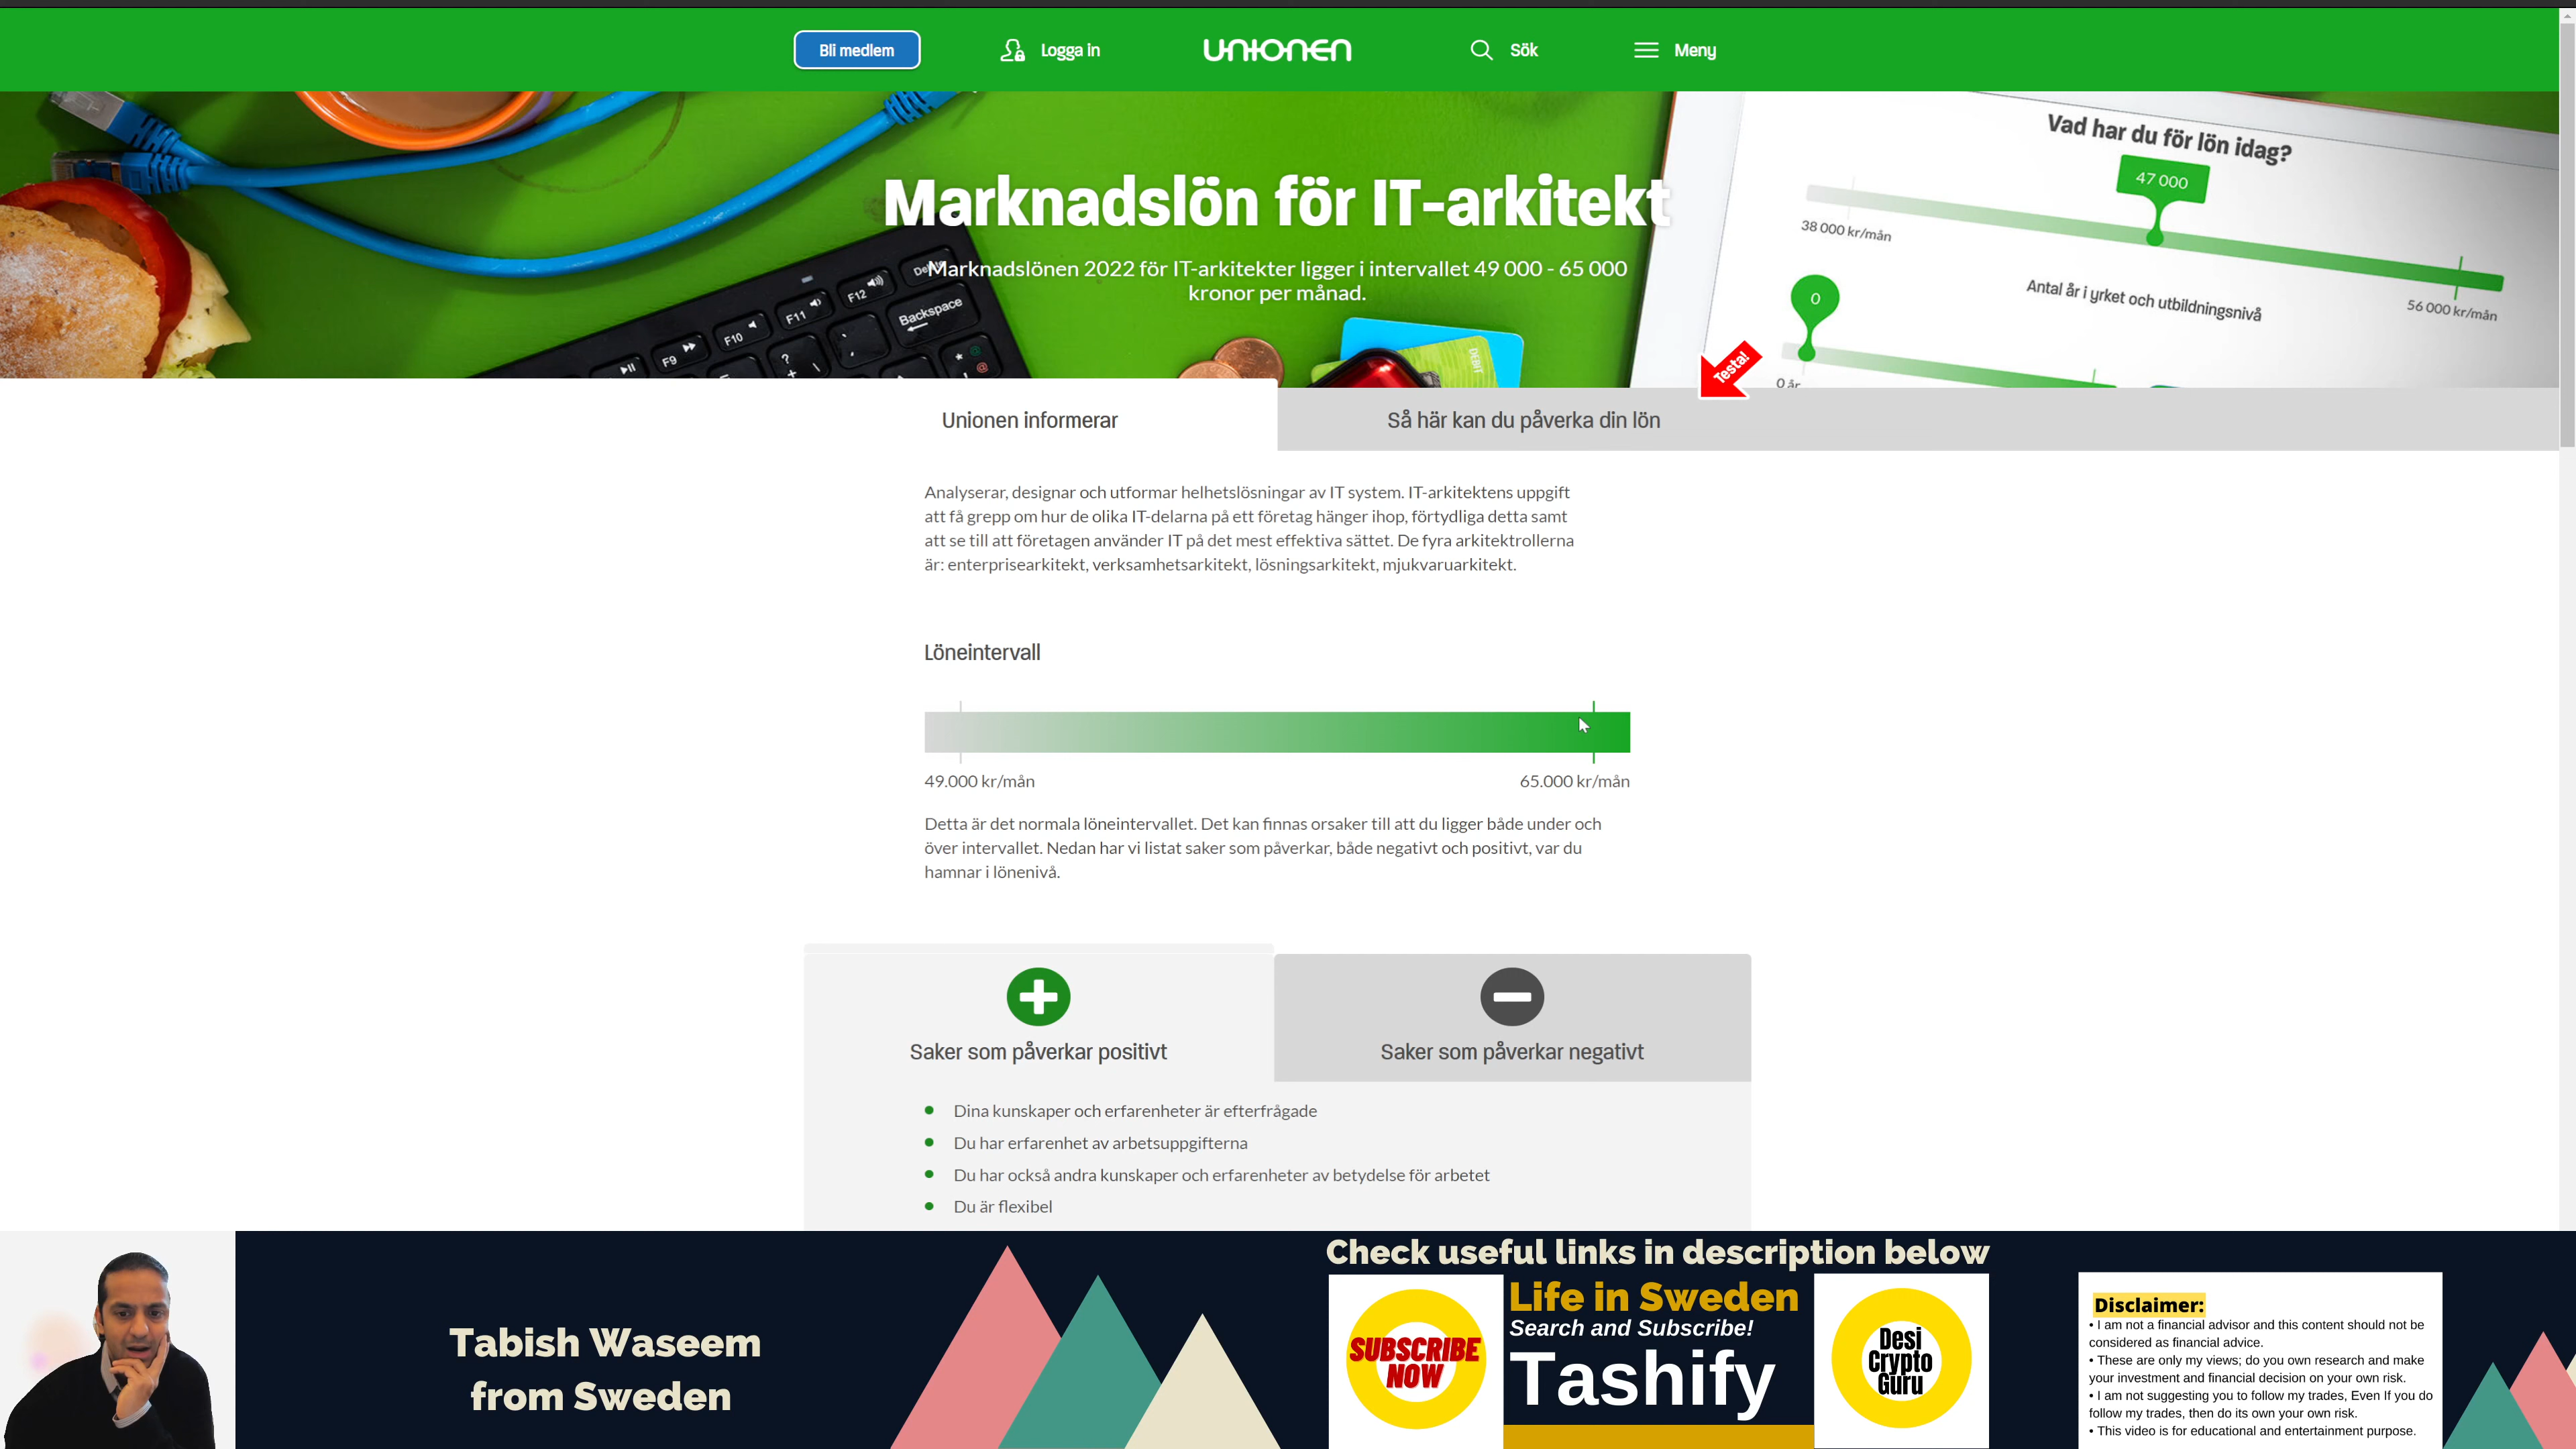 Bli medlem
Logga in
UNIONEN
Sök
Meny
Vad har du för lön idag?
47 000
38 000 kr/mån
56 000 kr/mån
Antal år i yrket och utbildningsnivå
0
0 år
Marknadslön för IT-arkitekt
Marknadslönen 2022 för IT-arkitekter ligger i intervallet 49 000 - 65 000
kronor per månad.
F9
F10
F11
F12
Backspace
DEBIT
Testa!
Unionen informerar
Så här kan du påverka din lön
Analyserar, designar och utformar helhetslösningar av IT system. IT-arkitektens uppgift
att få grepp om hur de olika IT-delarna på ett företag hänger ihop, förtydliga detta samt
att se till att företagen använder IT på det mest effektiva sättet. De fyra arkitektrollerna
är: enterprisearkitekt, verksamhetsarkitekt, lösningsarkitekt, mjukvaruarkitekt.
Löneintervall
49.000 kr/mån
65.000 kr/mån
Detta är det normala löneintervallet. Det kan finnas orsaker till att du ligger både under och
över intervallet. Nedan har vi listat saker som påverkar, både negativt och positivt, var du
hamnar i lönenivå.
Saker som påverkar positivt
Saker som påverkar negativt
Dina kunskaper och erfarenheter är efterfrågade
Du har erfarenhet av arbetsuppgifterna
Du har också andra kunskaper och erfarenheter av betydelse för arbetet
Du är flexibel
Tabish Waseem
from Sweden
Check useful links in description below
SUBSCRIBE
NOW
Life in Sweden
Search and Subscribe!
Tashify
Desi
Crypto
Guru
Disclaimer:
• I am not a financial advisor and this content should not be
considered as financial advice.
• These are only my views; do you own research and make
your investment and financial decision on your own risk.
• I am not suggesting you to follow my trades, Even If you do
follow my trades, then do its own your own risk.
• This video is for educational and entertainment purpose.